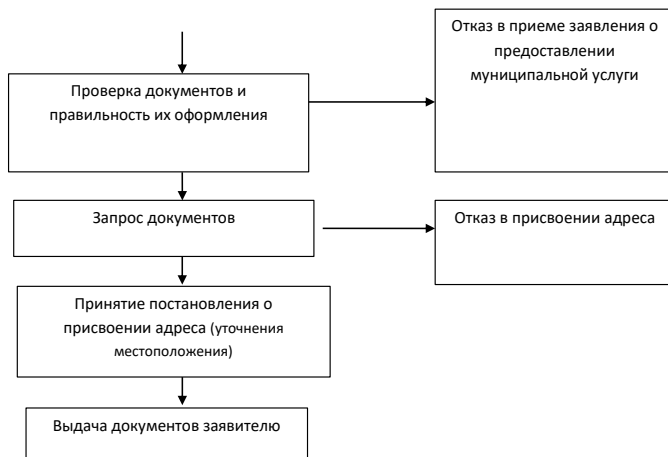 Отказ в приеме заявления о
предоставлении
муниципальной услуги
Проверка документов и
правильность их оформления
Запрос документов
Отказ в присвоении адреса
Принятие постановления о
присвоении адреса (уточнения
местоположения)
Выдача документов заявителю